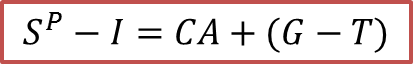 S^P − I = CA + (G − T)